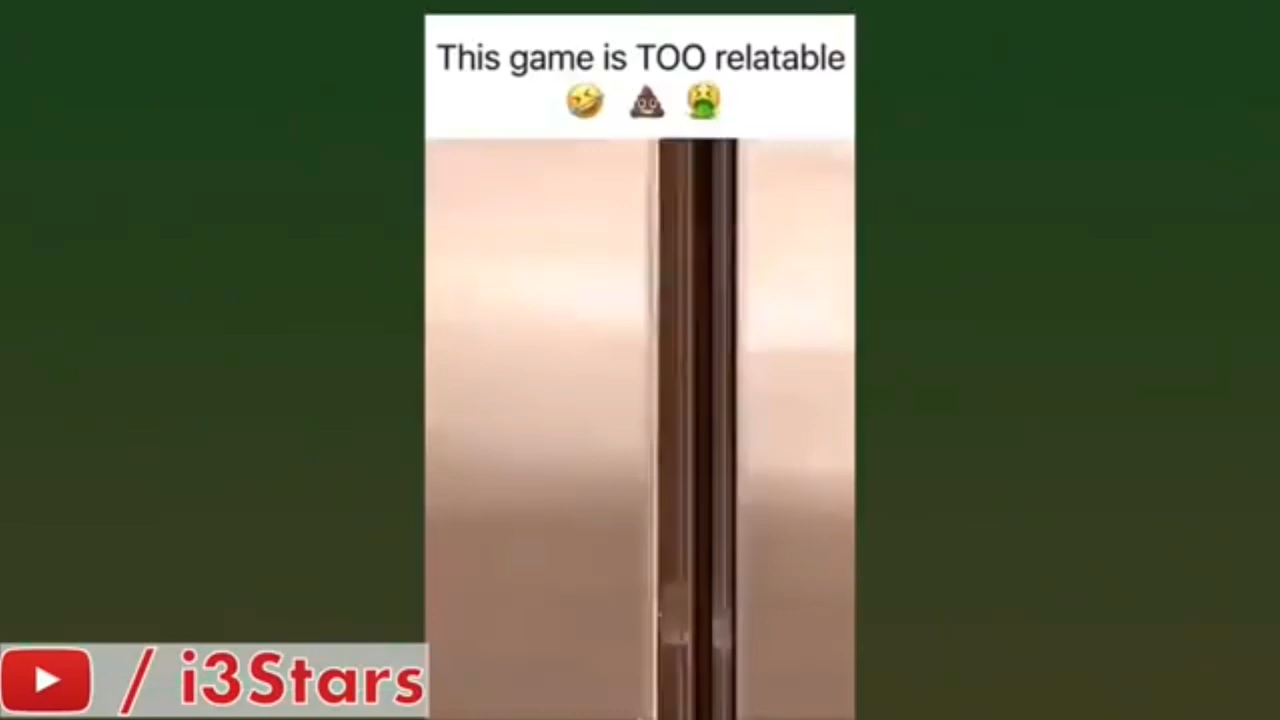 This game is TOO relatable
🤣 💩 🤮
/ i3Stars